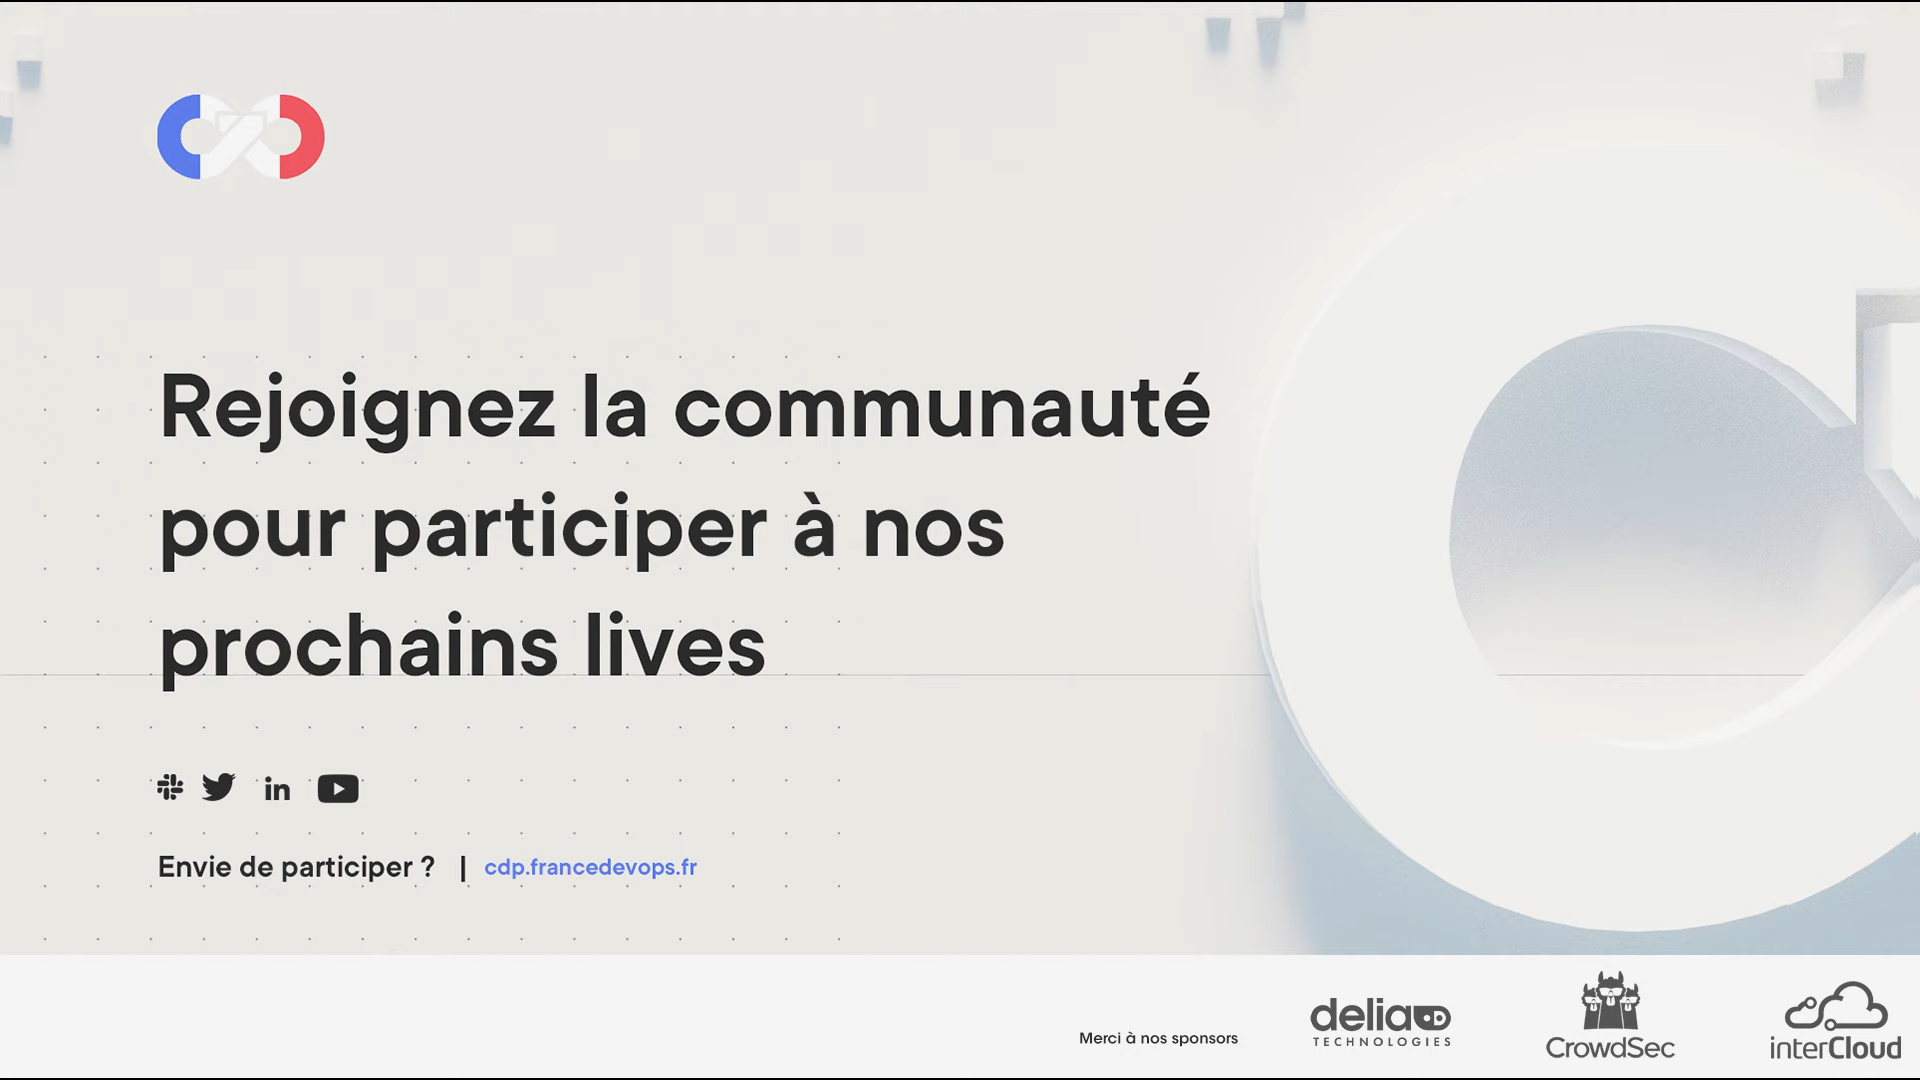 Rejoignez la communauté
pour participer à nos
prochains lives
in
Envie de participer ? | cdp.francedevops.fr
Merci à nos sponsors
delia
TECHNOLOGIES
CrowdSec
interCloud